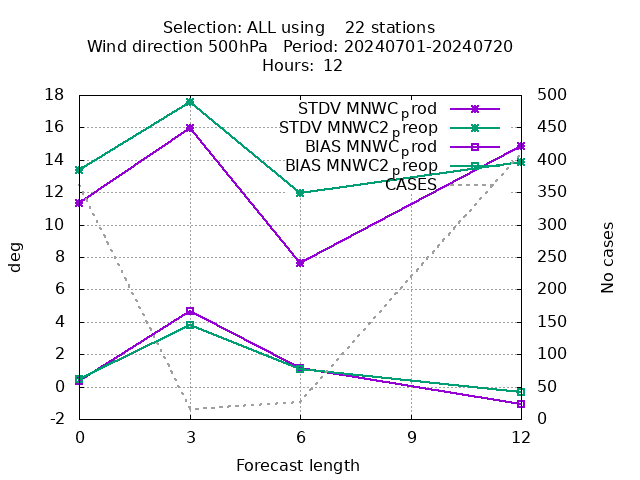 Selection: ALL using    22 stations
Wind direction 500hPa   Period: 20240701-20240720
Hours:  12
STDV MNWC_prod
STDV MNWC2_preop
BIAS MNWC_prod
BIAS MNWC2_preop
CASES
18
16
14
12
10
8
6
4
2
0
-2
deg
500
450
400
350
300
250
200
150
100
50
0
No cases
0 3 6 9 12
Forecast length